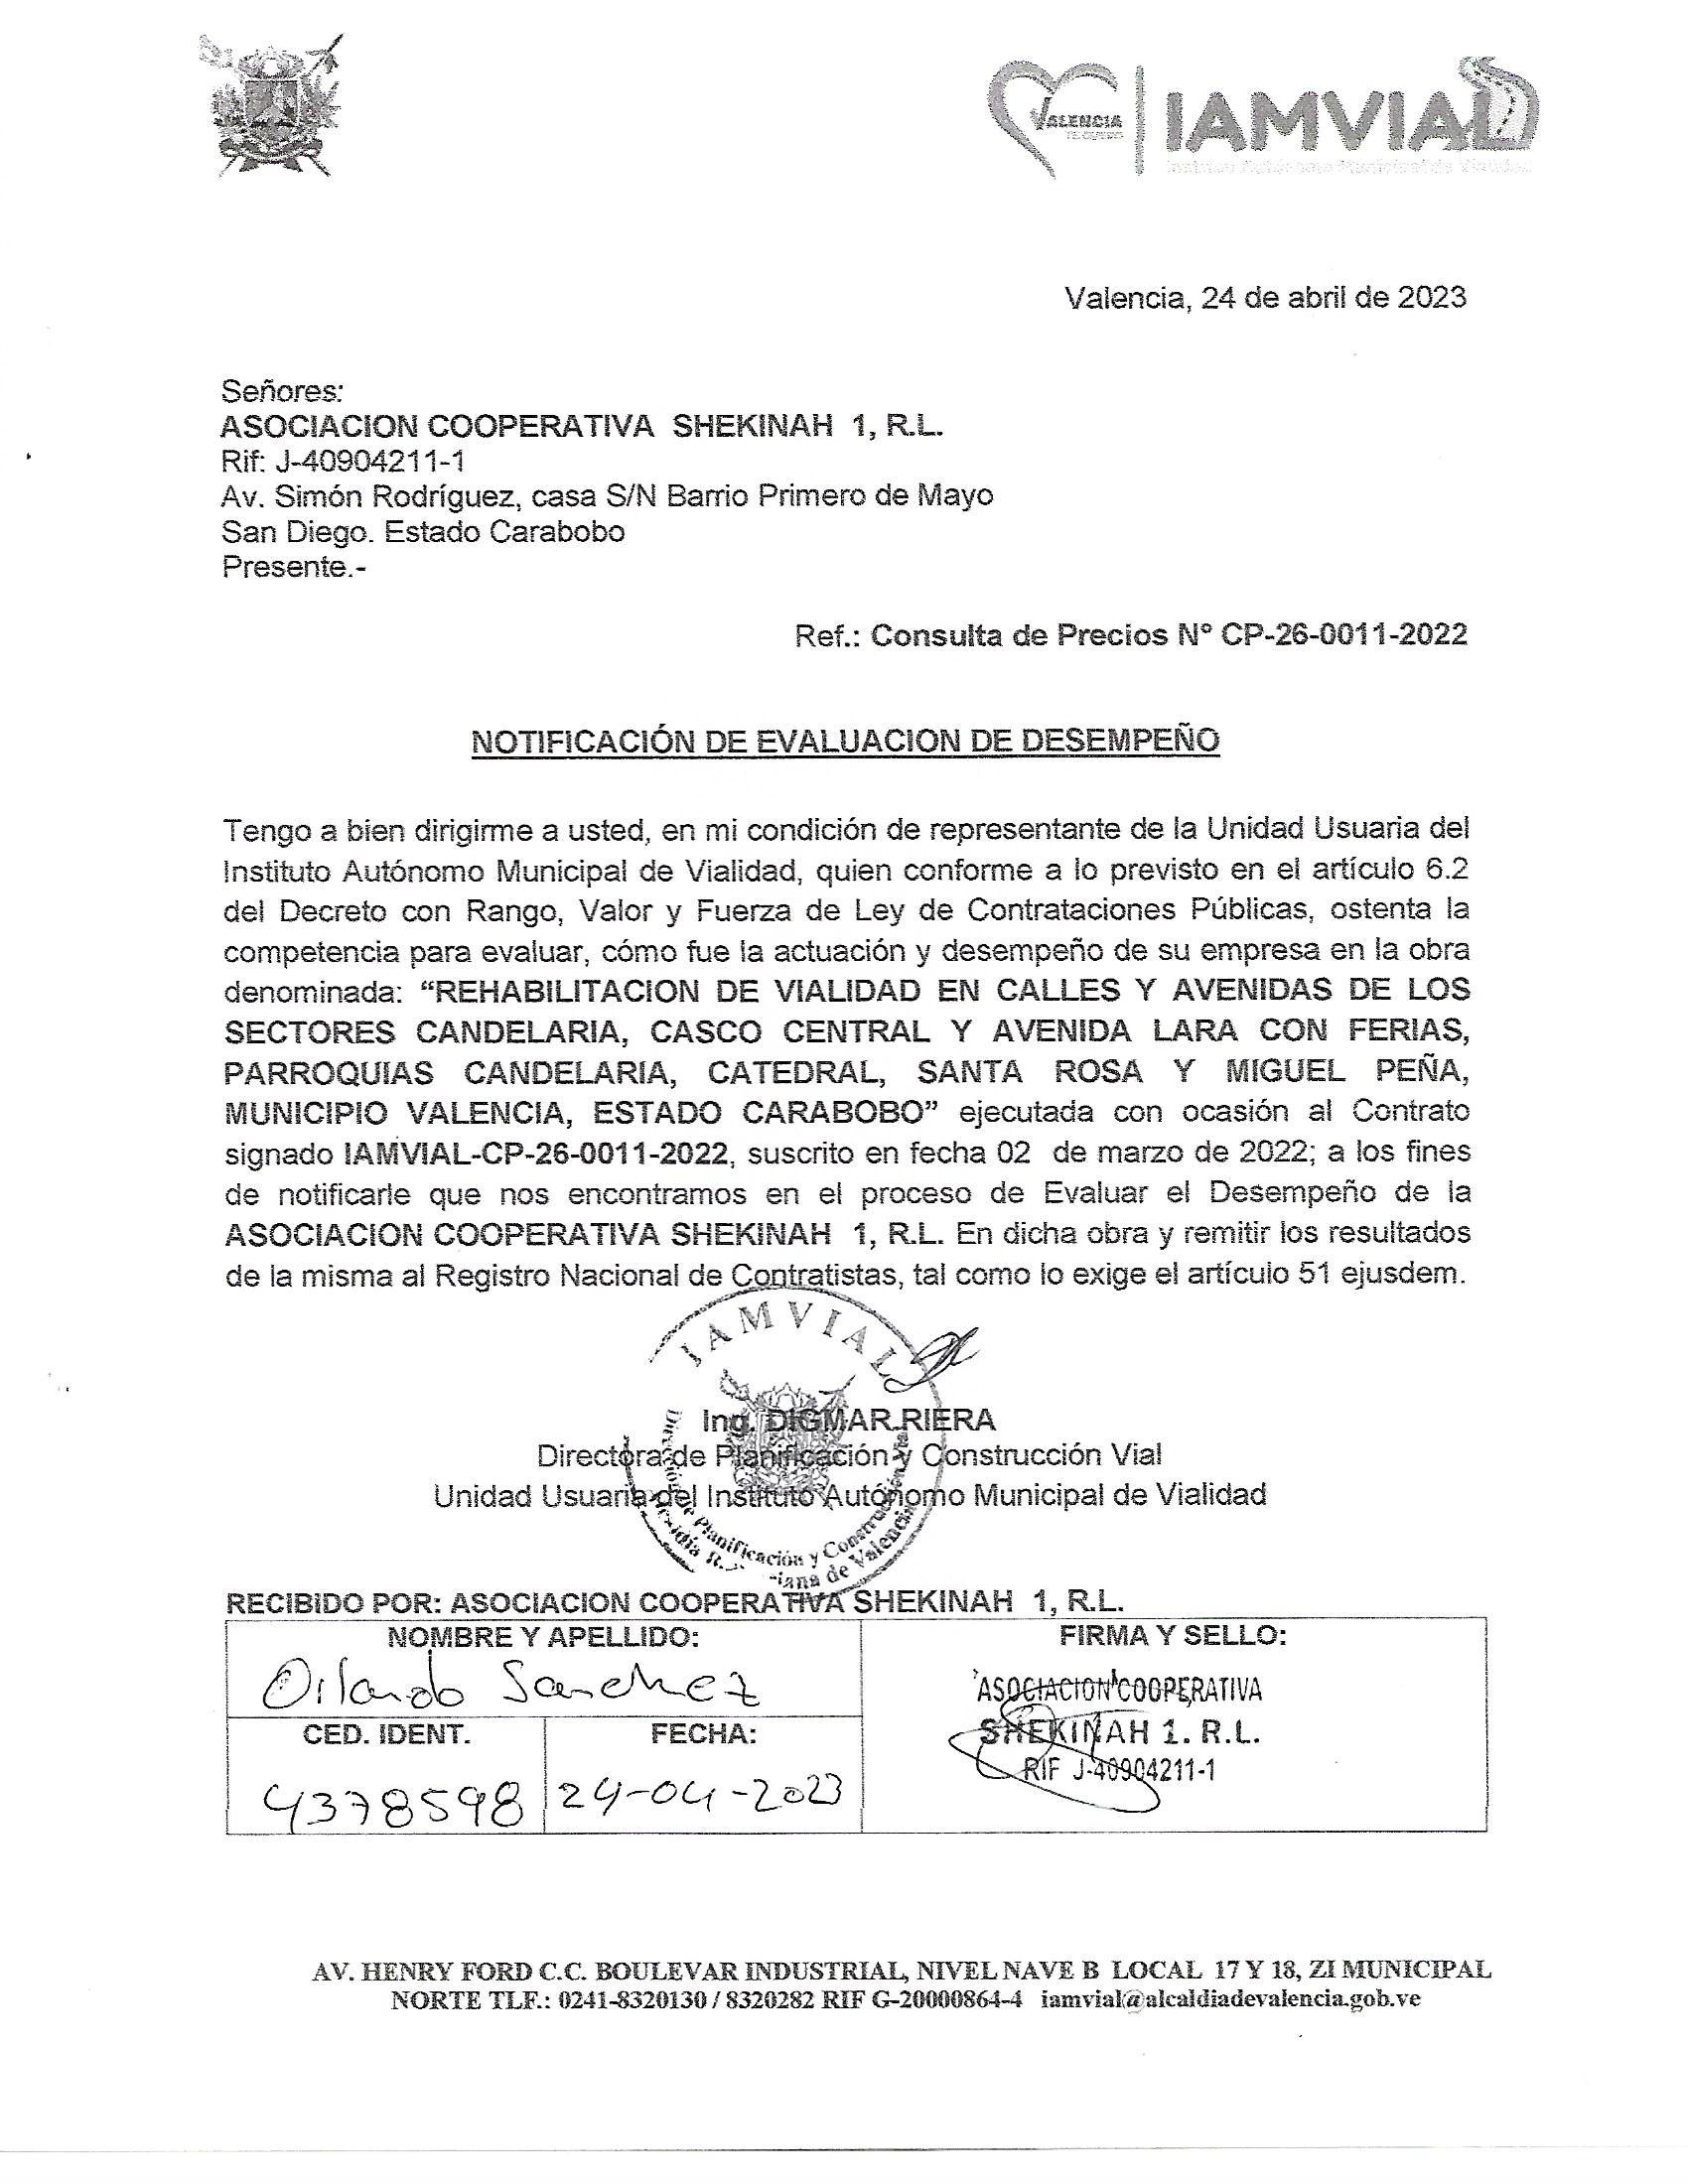 VALENCIA
TE QUIERO
IAMVIAL
Instituto Autónomo Municipal de Vialidad
Valencia, 24 de abril de 2023
Señores:
ASOCIACION COOPERATIVA SHEKINAH 1, R.L.
Rif: J-40904211-1
Av. Simón Rodríguez, casa S/N Barrio Primero de Mayo
San Diego. Estado Carabobo
Presente.-
Ref.: Consulta de Precios N° CP-26-0011-2022
NOTIFICACIÓN DE EVALUACION DE DESEMPEÑO
Tengo a bien dirigirme a usted, en mi condición de representante de la Unidad Usuaria del
Instituto Autónomo Municipal de Vialidad, quien conforme a lo previsto en el artículo 6.2
del Decreto con Rango, Valor y Fuerza de Ley de Contrataciones Públicas, ostenta la
competencia para evaluar, cómo fue la actuación y desempeño de su empresa en la obra
denominada: “REHABILITACION DE VIALIDAD EN CALLES Y AVENIDAS DE LOS
SECTORES CANDELARIA, CASCO CENTRAL Y AVENIDA LARA CON FERIAS,
PARROQUIAS CANDELARIA, CATEDRAL, SANTA ROSA Y MIGUEL PEÑA,
MUNICIPIO VALENCIA, ESTADO CARABOBO” ejecutada con ocasión al Contrato
signado IAMVIAL-CP-26-0011-2022, suscrito en fecha 02 de marzo de 2022; a los fines
de notificarle que nos encontramos en el proceso de Evaluar el Desempeño de la
ASOCIACION COOPERATIVA SHEKINAH 1, R.L. En dicha obra y remitir los resultados
de la misma al Registro Nacional de Contratistas, tal como lo exige el artículo 51 ejusdem.
IAMVIAL
Ing. DIGMAR RIERA
Directora de Planificación y Construcción Vial
Unidad Usuaria del Instituto Autónomo Municipal de Vialidad
Dirección de Planificación y Construcción Vial
de Valencia
RECIBIDO POR: ASOCIACION COOPERATIVA SHEKINAH 1, R.L.
NOMBRE Y APELLIDO:
Orlando Sanchez
FIRMA Y SELLO:
ASOCIACION COOPERATIVA
SHEKINAH 1. R.L.
RIF J-40904211-1
CED. IDENT.
4378598
FECHA:
24-04-2023
AV. HENRY FORD C.C. BOULEVAR INDUSTRIAL, NIVEL NAVE B LOCAL 17 Y 18, ZI MUNICIPAL
NORTE TLF.: 0241-8320130 / 8320282 RIF G-20000864-4 iamvial@alcaldiadevalencia.gob.ve